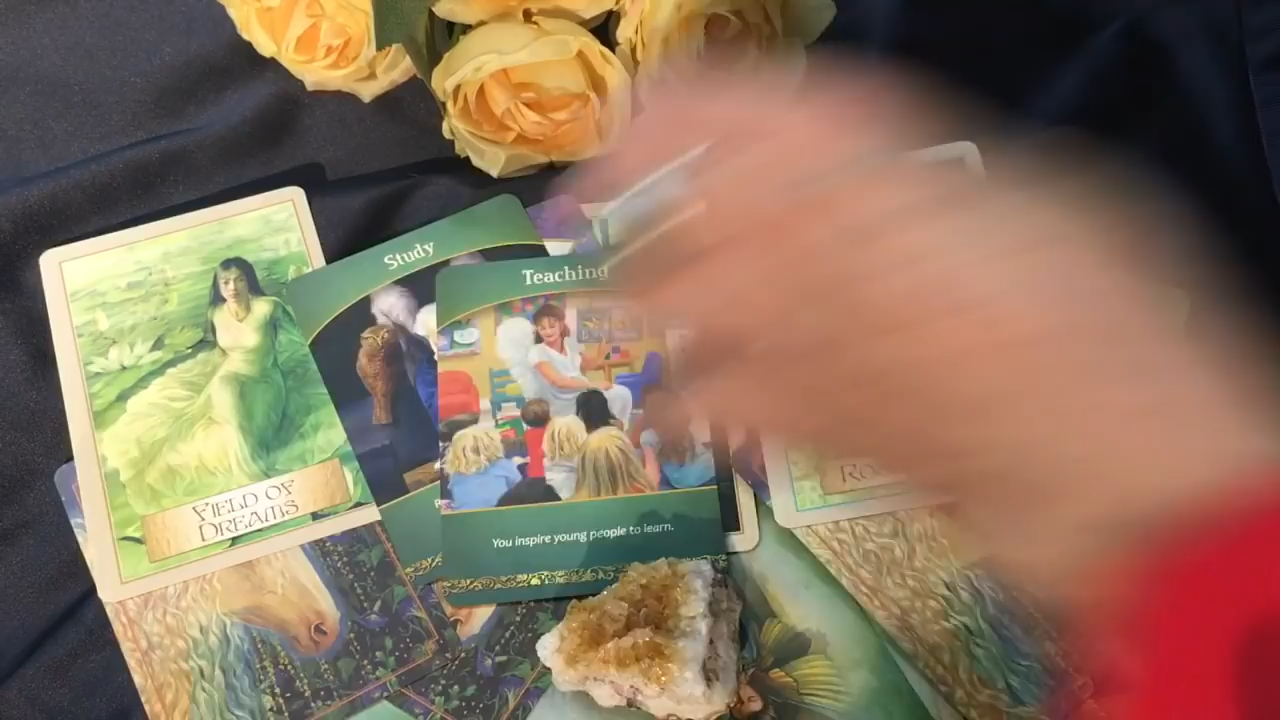 Study
Teaching
FIELD OF
DREAMS
You inspire young people to learn.